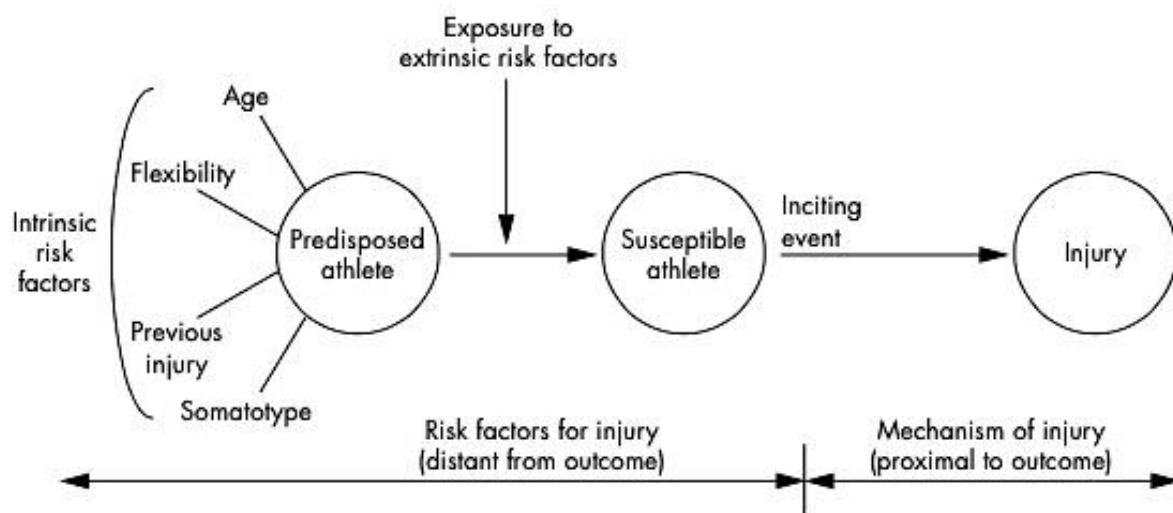 Exposure to
extrinsic risk factors
Age
Flexibility
Intrinsic
risk
factors
Predisposed
athlete
Previous
injury
Somatotype
Susceptible
athlete
Inciting
event
Injury
Risk factors for injury
(distant from outcome)
Mechanism of injury
(proximal to outcome)